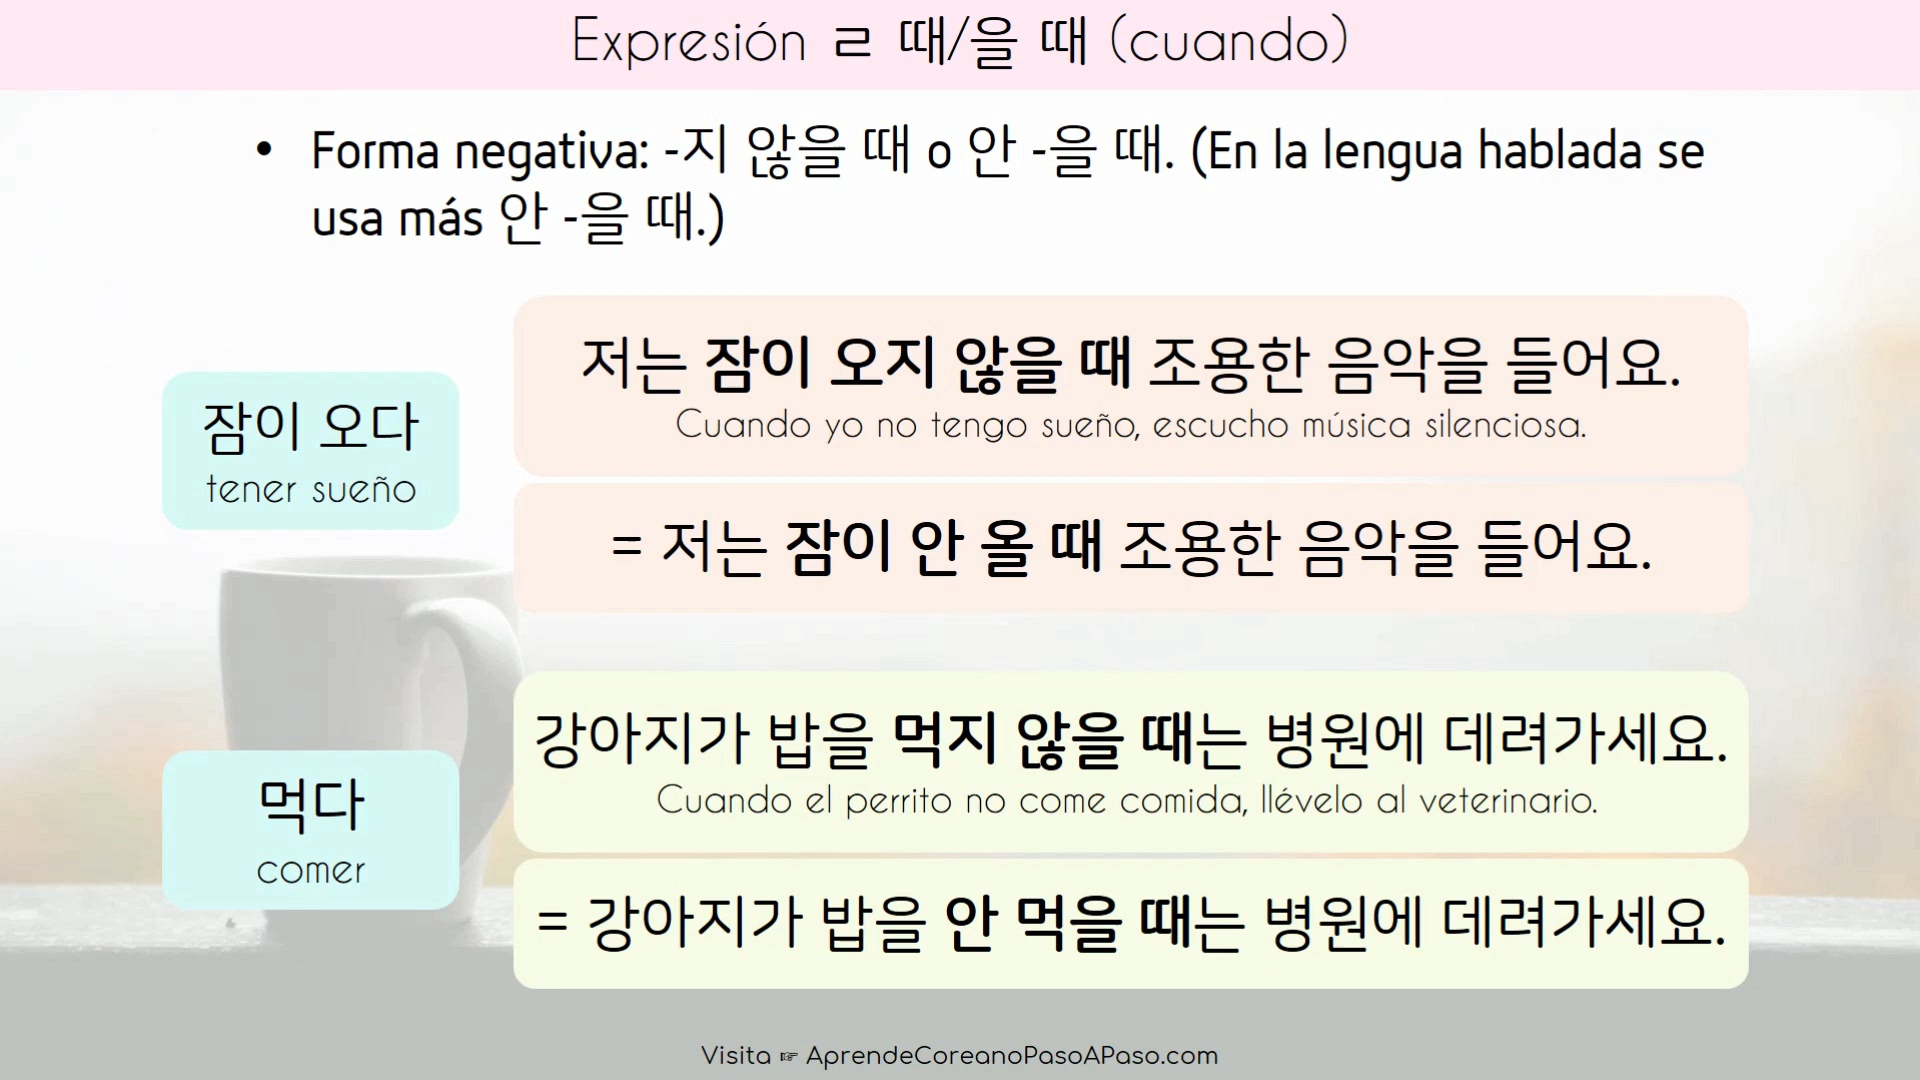 Expresión ㄹ 때/을 때 (cuando)
• Forma negativa: -지 않을 때 o 안 -을 때. (En la lengua hablada se
usa más 안 -을 때.)
잠이 오다
tener sueño
저는 잠이 오지 않을 때 조용한 음악을 들어요.
Cuando yo no tengo sueño, escucho música silenciosa.
= 저는 잠이 안 올 때 조용한 음악을 들어요.
먹다
comer
강아지가 밥을 먹지 않을 때는 병원에 데려가세요.
Cuando el perrito no come comida, llévelo al veterinario.
= 강아지가 밥을 안 먹을 때는 병원에 데려가세요.
Visita ☞ AprendeCoreanoPasoAPaso.com